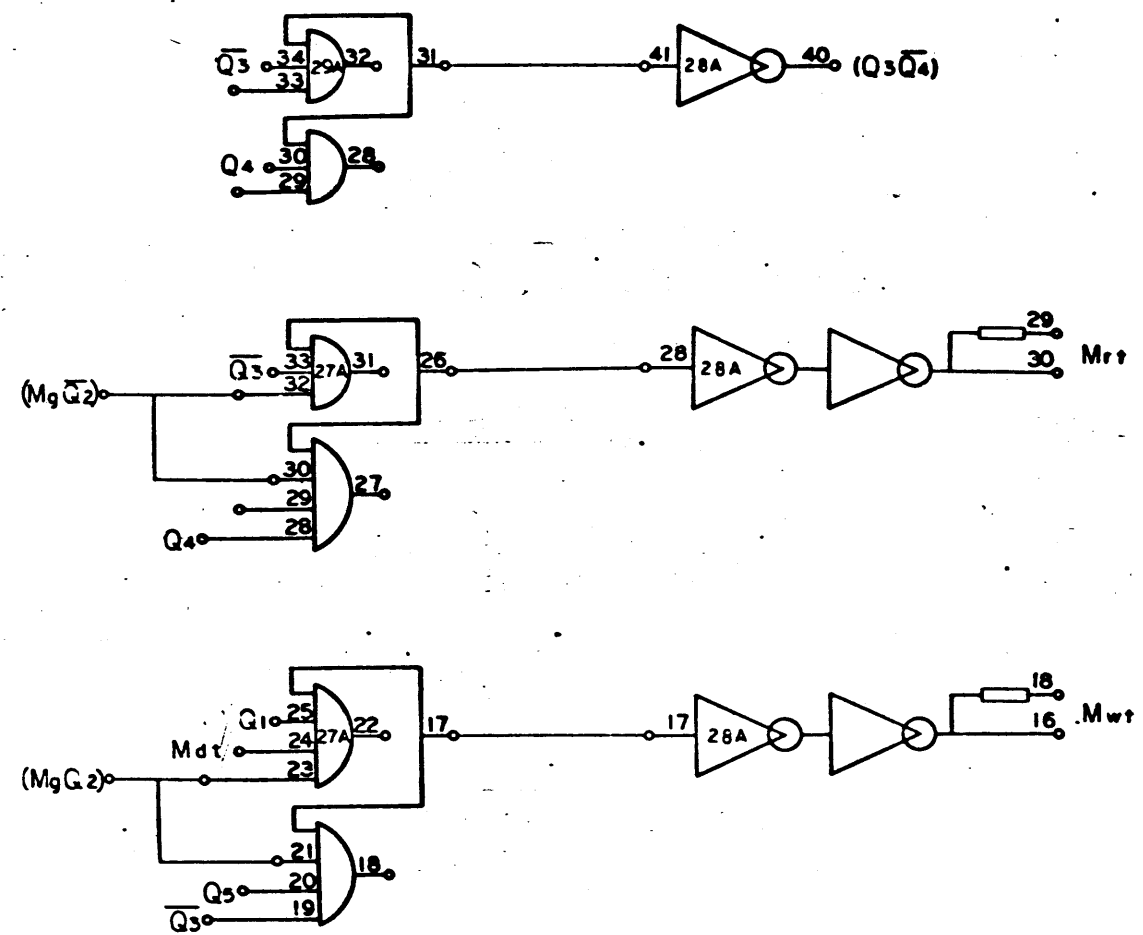 Q3 34 29A 32 31 41 28A 40 (Q3Q4)
33
Q4 30 28
29
Q3 33 27A 31 26 28 28A 29
30 Mrt
(MgQ2) 32
30 27
29
Q4 28
Q1 25 27A 22 17 17 28A 18
16 Mwt
Mdt 24
(MgQ2) 23
21 18
Q5 20
Q3 19